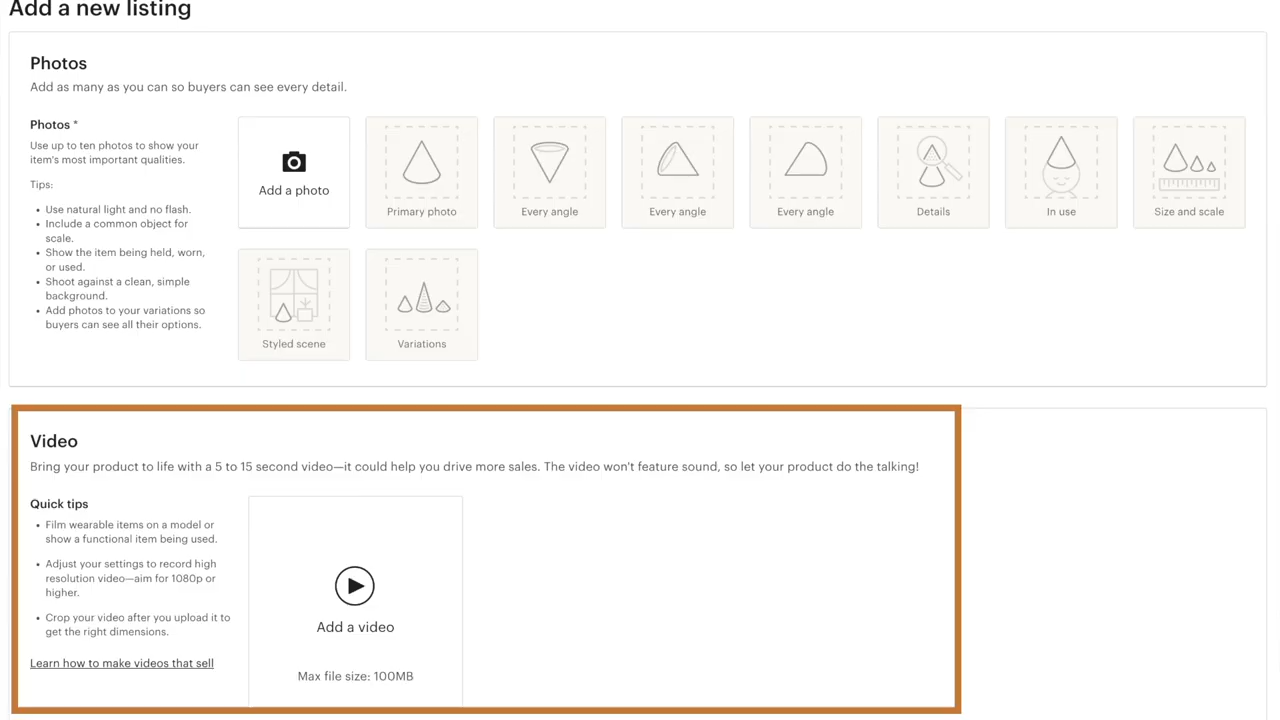 Add a new listing
Photos
Add as many as you can so buyers can see every detail.
Photos *
Use up to ten photos to show your
item's most important qualities.
Tips:
• Use natural light and no flash.
• Include a common object for
scale.
• Show the item being held, worn,
or used.
• Shoot against a clean, simple
background.
• Add photos to your variations so
buyers can see all their options.
Add a photo
Primary photo
Every angle
Every angle
Every angle
Details
In use
Size and scale
Styled scene
Variations
Video
Bring your product to life with a 5 to 15 second video—it could help you drive more sales. The video won't feature sound, so let your product do the talking!
Quick tips
• Film wearable items on a model or
show a functional item being used.
• Adjust your settings to record high
resolution video—aim for 1080p or
higher.
• Crop your video after you upload it to
get the right dimensions.
Learn how to make videos that sell
Add a video
Max file size: 100MB